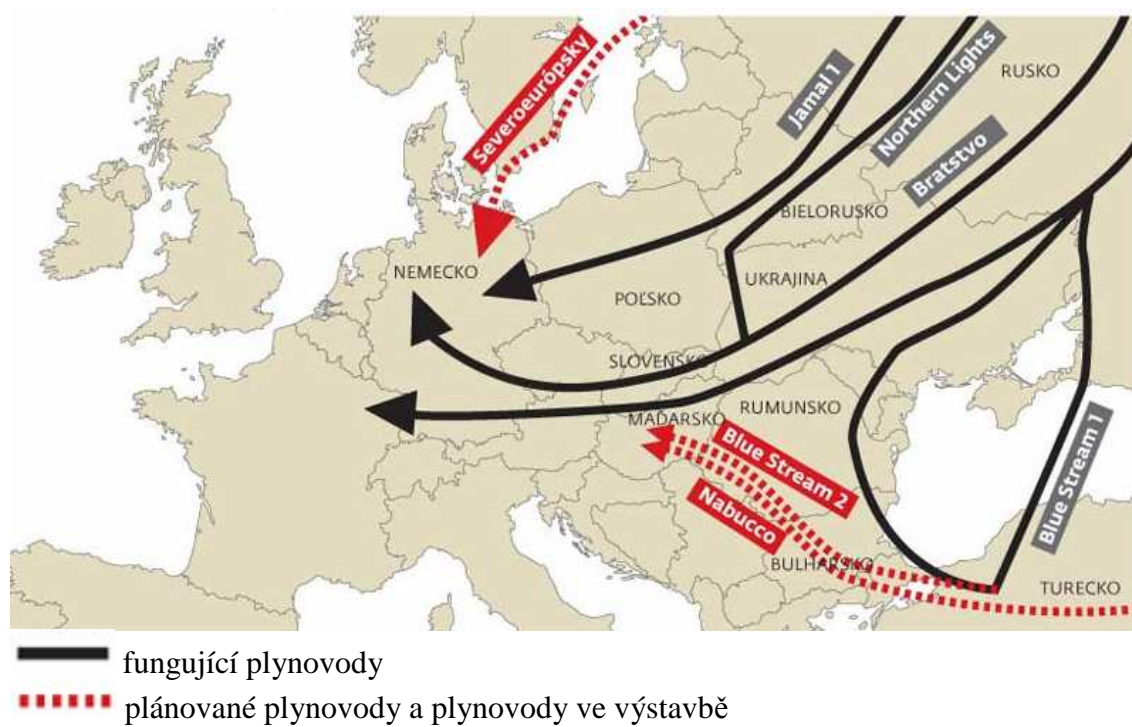 Severoeurópsky
Jamal 1
Northern Lights
RUSKO
Bratstvo
BIELORUSKO
NEMECKO
UKRAJINA
POĽSKO
SLOVENSKO
MAĎARSKO
RUMUNSKO
Blue Stream 2
Nabucco
Blue Stream 1
BULHARSKO
TURECKO
fungující plynovody
plánované plynovody a plynovody ve výstavbě